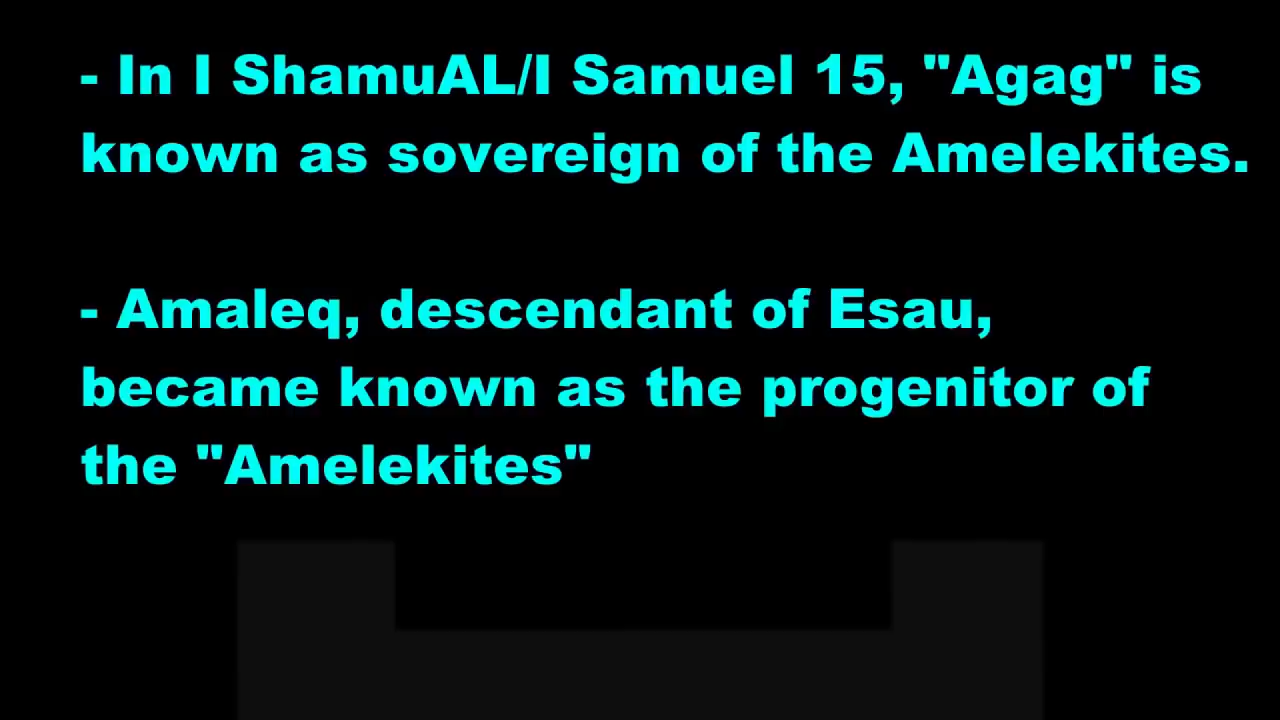 - In I ShamuAL/I Samuel 15, "Agag" is
known as sovereign of the Amelekites.
- Amaleq, descendant of Esau,
became known as the progenitor of
the "Amelekites"